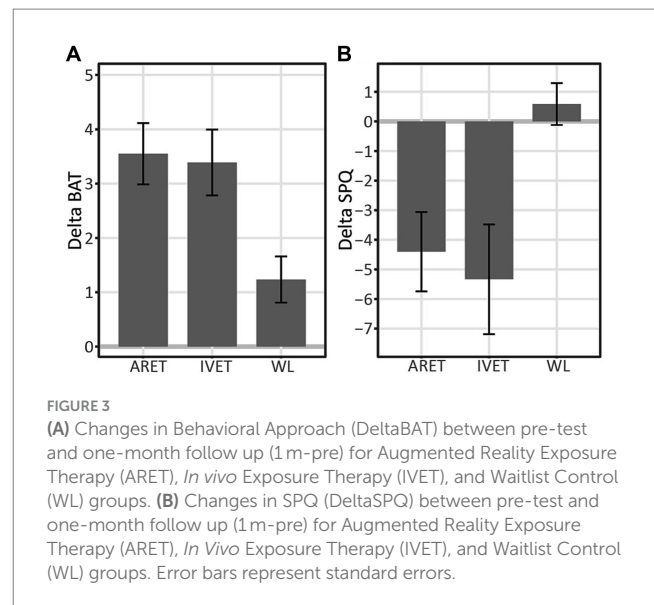 A
5
4
3
2
1
0
Delta BAT
ARET IVET WL
B
1
0
−1
−2
−3
−4
−5
−6
−7
Delta SPQ
ARET IVET WL
FIGURE 3
(A) Changes in Behavioral Approach (DeltaBAT) between pre-test
and one-month follow up (1 m-pre) for Augmented Reality Exposure
Therapy (ARET), In vivo Exposure Therapy (IVET), and Waitlist Control
(WL) groups. (B) Changes in SPQ (DeltaSPQ) between pre-test and
one-month follow up (1 m-pre) for Augmented Reality Exposure
Therapy (ARET), In Vivo Exposure Therapy (IVET), and Waitlist Control
(WL) groups. Error bars represent standard errors.